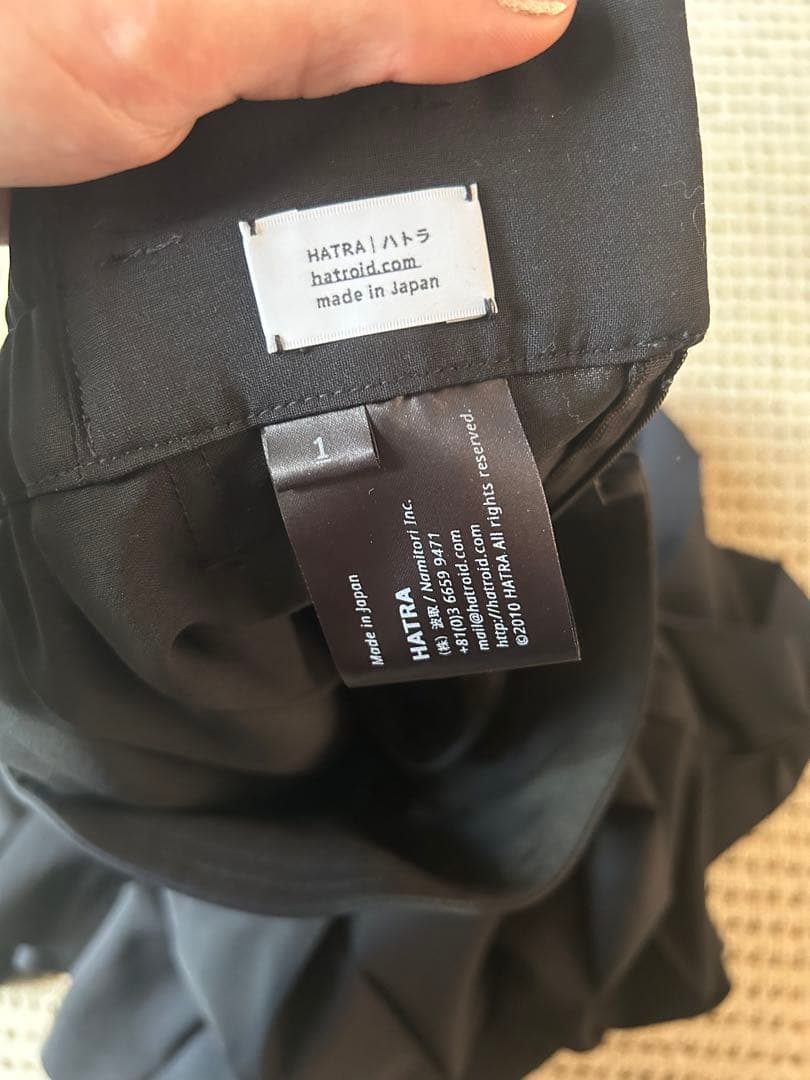 HATRA | ハトラ
hatroid.com
made in Japan
1
Made in Japan
HATRA
(株) 波取 / Namitori Inc.
+81(0)3 6659 9471
mail@hatroid.com
http://hatroid.com
©2010 HATRA All rights reserved.